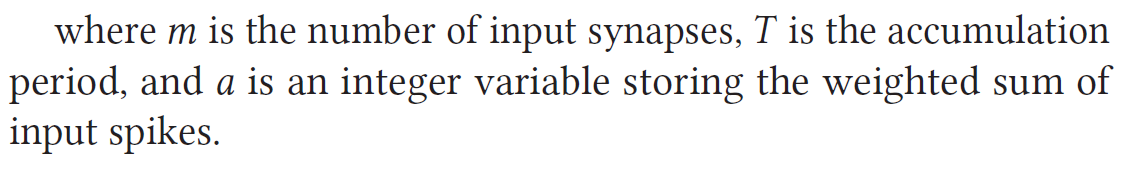 where m is the number of input synapses, T is the accumulation
period, and a is an integer variable storing the weighted sum of
input spikes.